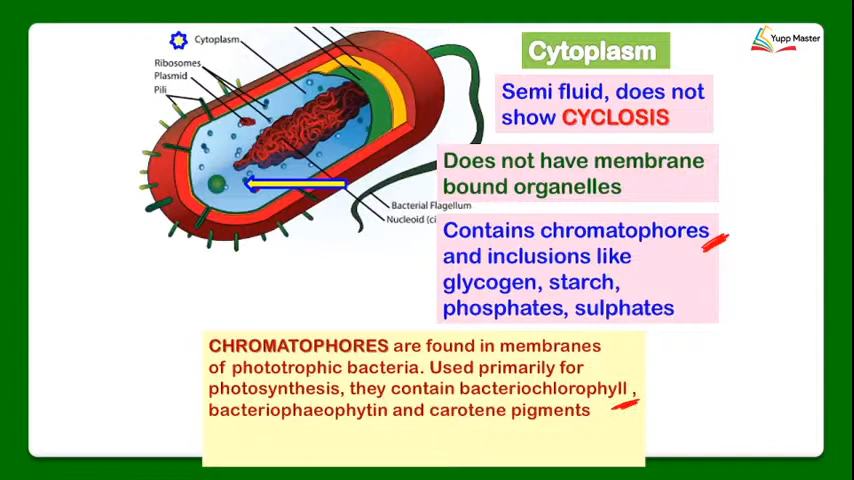 Yupp Master
Cytoplasm
Cytoplasm
Ribosomes
Plasmid
Pili
Bacterial Flagellum
Nucleoid (ci
Semi fluid, does not
show CYCLOSIS
Does not have membrane
bound organelles
Contains chromatophores
and inclusions like
glycogen, starch,
phosphates, sulphates
CHROMATOPHORES are found in membranes
of phototrophic bacteria. Used primarily for
photosynthesis, they contain bacteriochlorophyll ,
bacteriophaeophytin and carotene pigments